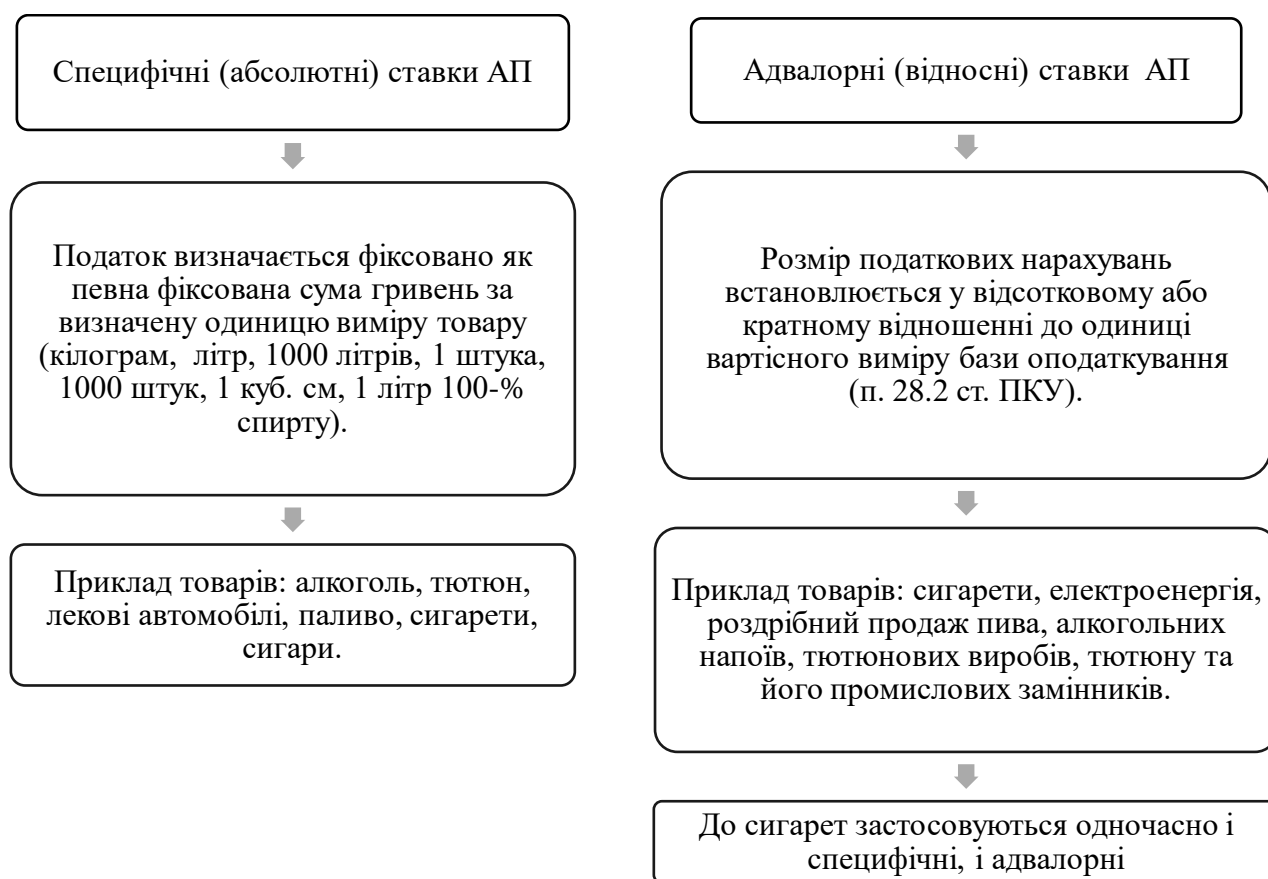 Специфічні (абсолютні) ставки АП
Податок визначається фіксовано як
певна фіксована сума гривень за
визначену одиницю виміру товару
(кілограм, літр, 1000 літрів, 1 штука,
1000 штук, 1 куб. см, 1 літр 100-%
спирту).
Приклад товарів: алкоголь, тютюн,
лекові автомобілі, паливо, сигарети,
сигари.
Адвалорні (відносні) ставки АП
Розмір податкових нарахувань
встановлюється у відсотковому або
кратному відношенні до одиниці
вартісного виміру бази оподаткування
(п. 28.2 ст. ПКУ).
Приклад товарів: сигарети, електроенергія,
роздрібний продаж пива, алкогольних
напоїв, тютюнових виробів, тютюну та
його промислових замінників.
До сигарет застосовуються одночасно і
специфічні, і адвалорні